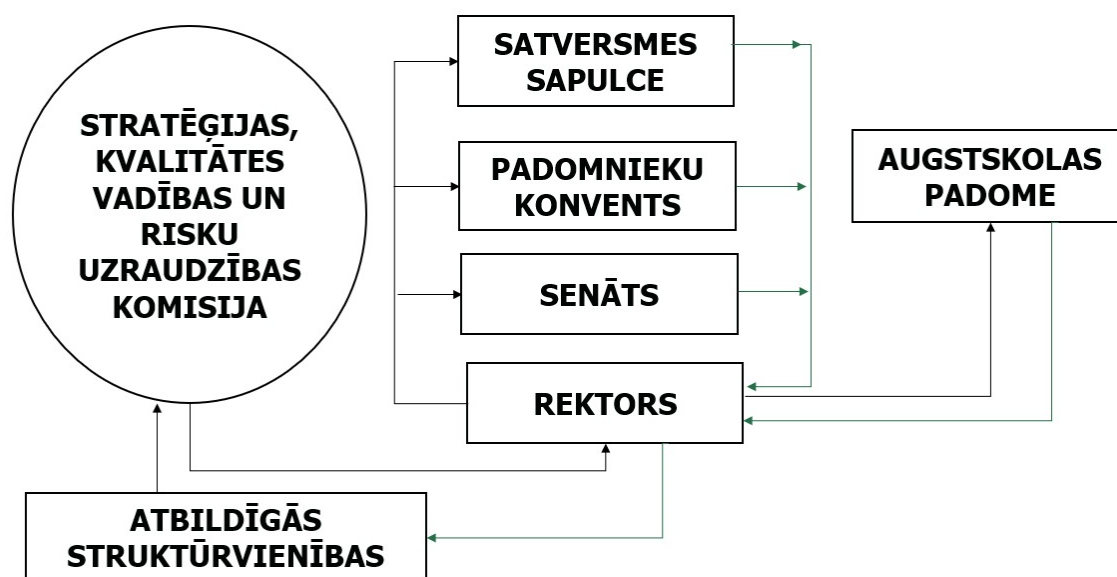 STRATĒĢIJAS,
KVALITĀTES
VADĪBAS UN
RISKU
UZRAUDZĪBAS
KOMISIJA
SATVERSMES
SAPULCE
PADOMNIEKU
KONVENTS
SENĀTS
REKTORS
AUGSTSKOLAS
PADOME
ATBILDĪGĀS
STRUKTŪRVIENĪBAS